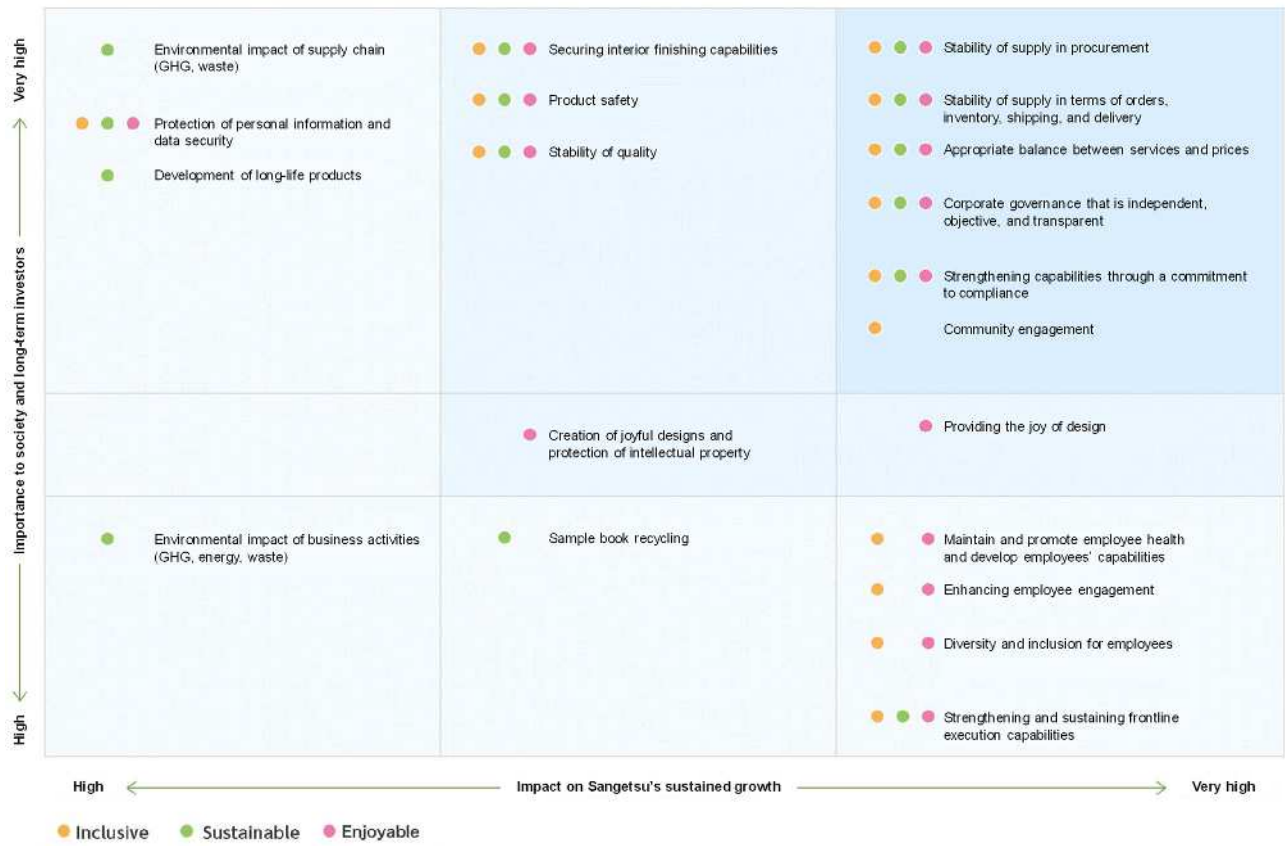 Very high
Importance to society and long-term investors
High
Environmental impact of supply chain
(GHG, waste)
Protection of personal information and
data security
Development of long-life products
Securing interior finishing capabilities
Product safety
Stability of quality
Stability of supply in procurement
Stability of supply in terms of orders,
inventory, shipping, and delivery
Appropriate balance between services and prices
Corporate governance that is independent,
objective, and transparent
Strengthening capabilities through a commitment
to compliance
Community engagement
Creation of joyful designs and
protection of intellectual property
Providing the joy of design
Environmental impact of business activities
(GHG, energy, waste)
Sample book recycling
Maintain and promote employee health
and develop employees' capabilities
Enhancing employee engagement
Diversity and inclusion for employees
Strengthening and sustaining frontline
execution capabilities
High
Impact on Sangetsu's sustained growth
Very high
Inclusive
Sustainable
Enjoyable